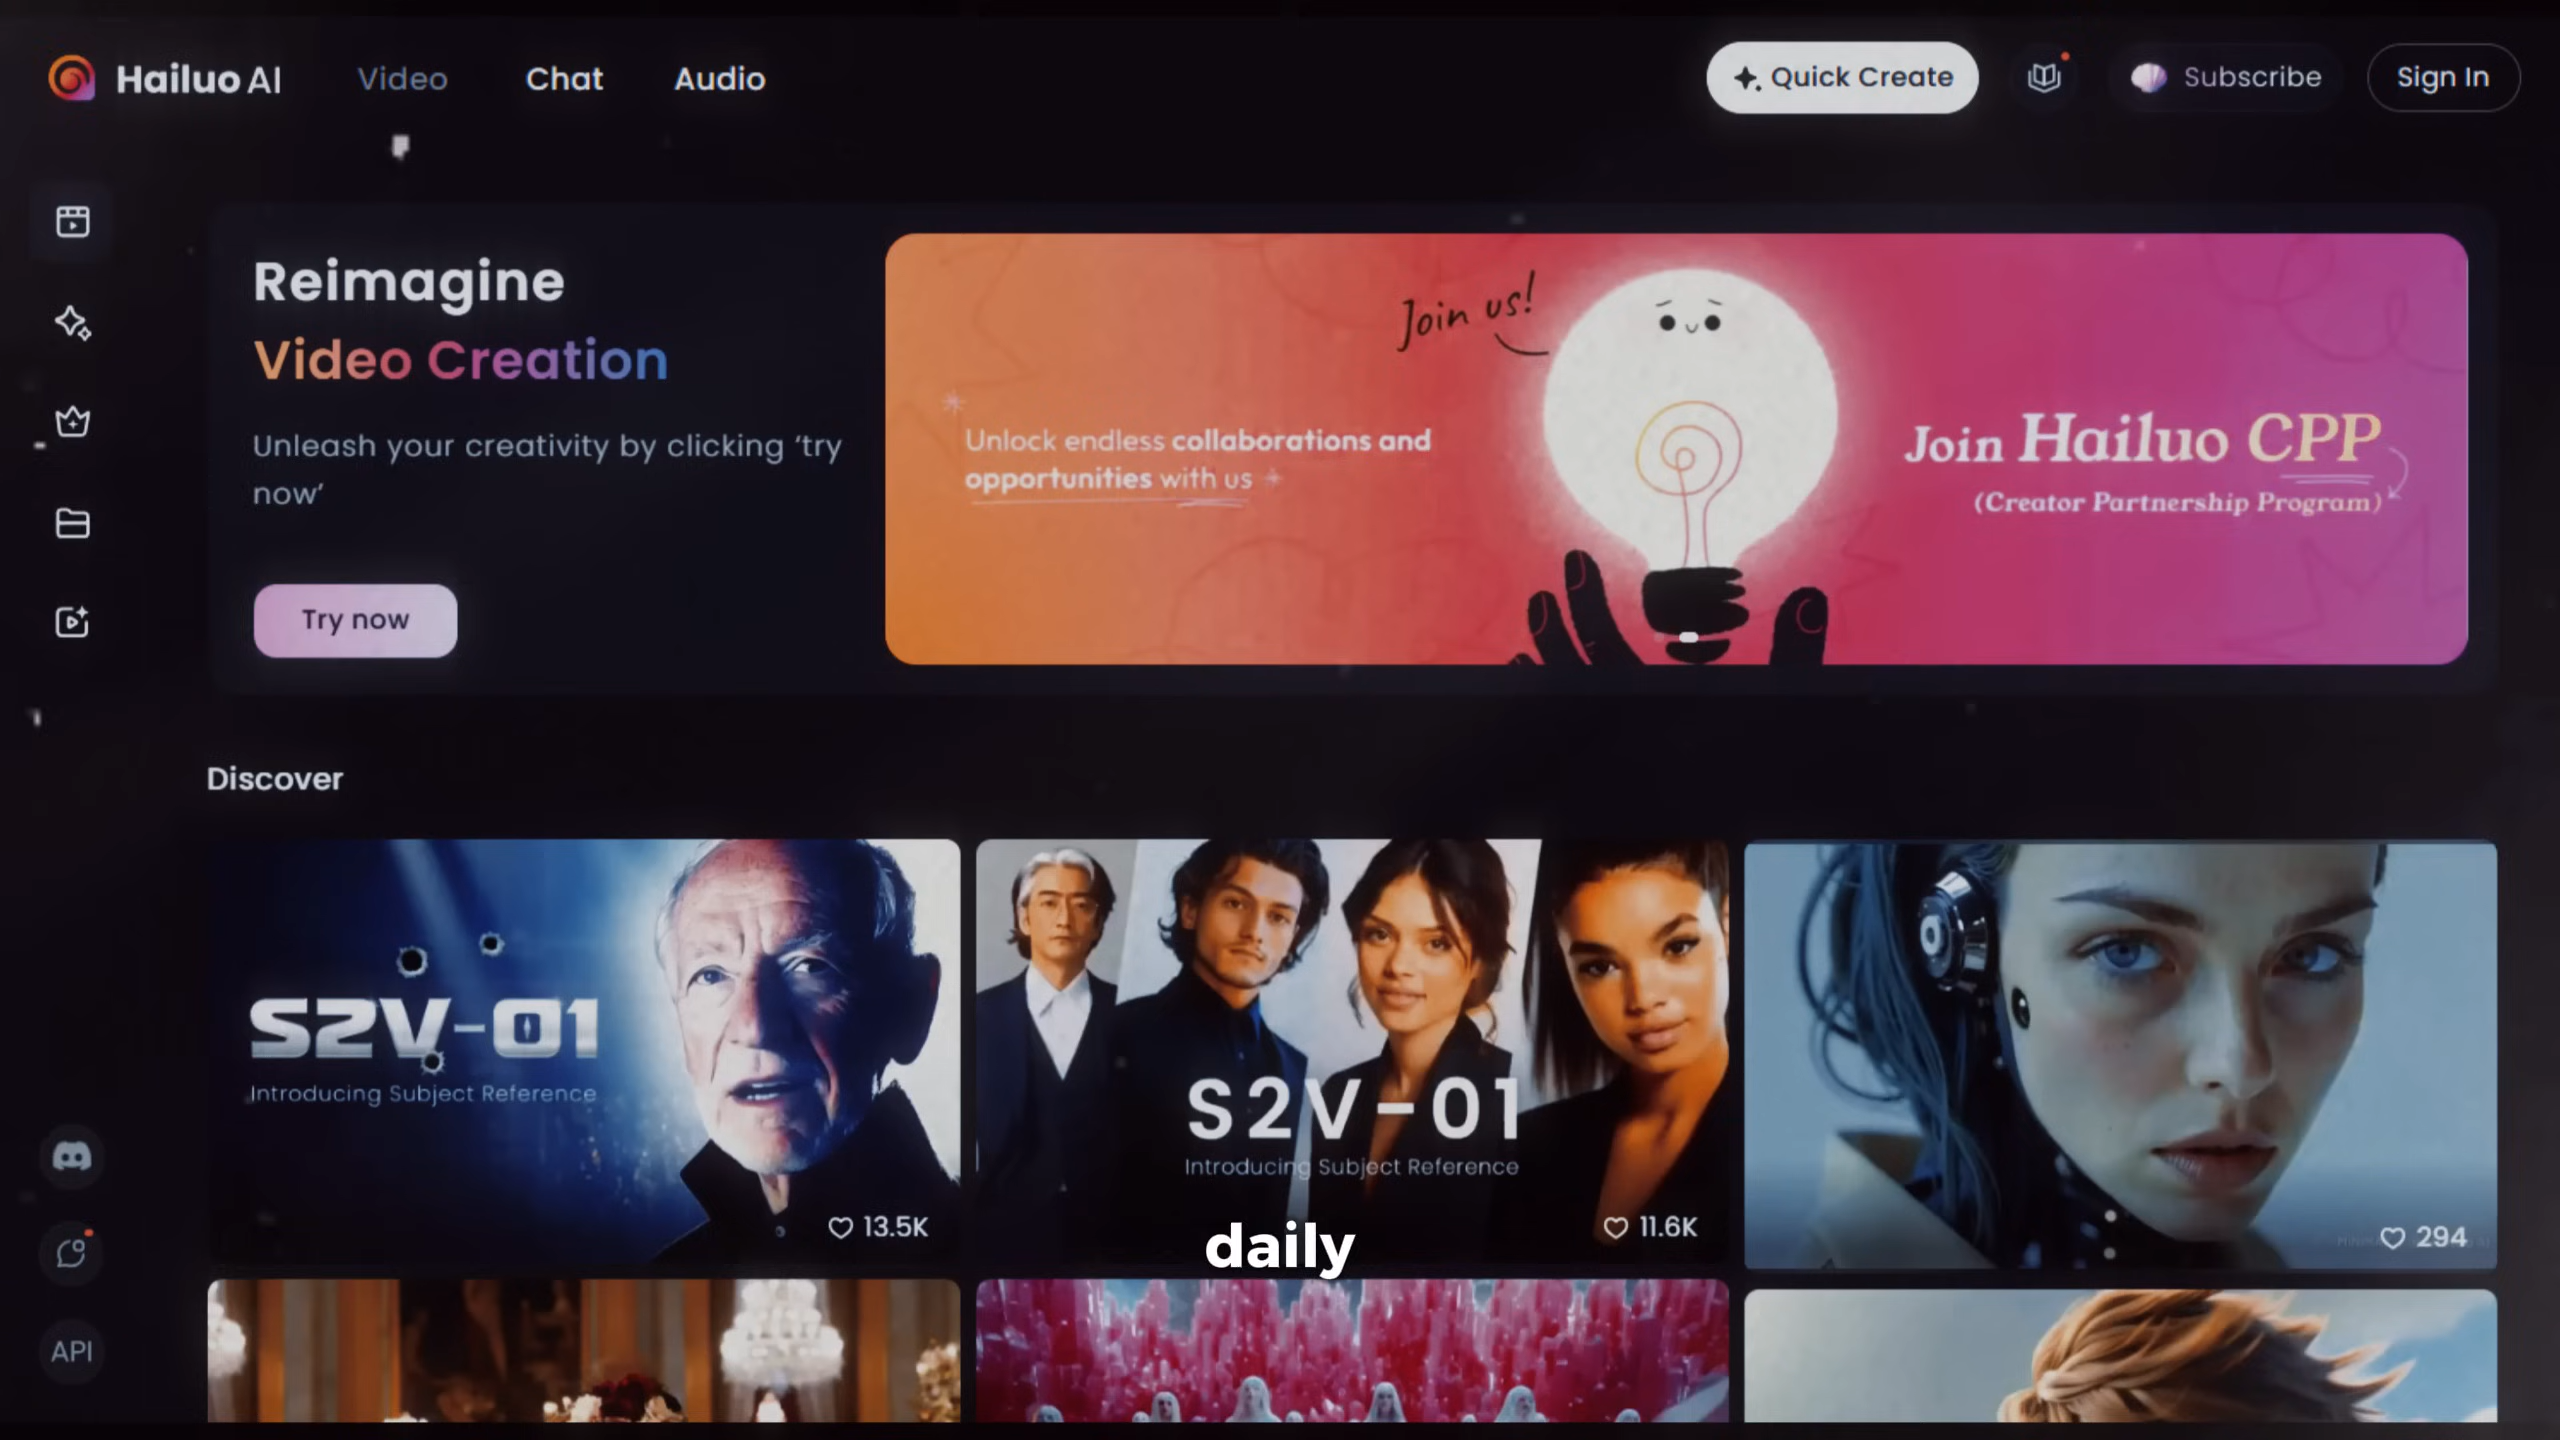 Hailuo AI Video Chat Audio Quick Create Subscribe Sign In
Reimagine
Video Creation
Unleash your creativity by clicking ‘try
now’
Try now
Join us!
Unlock endless collaborations and
opportunities with us
Join Hailuo CPP
(Creator Partnership Program)
Discover
S2V-01
Introducing Subject Reference
13.5K
S2V-01
Introducing Subject Reference
11.6K
294
daily
API